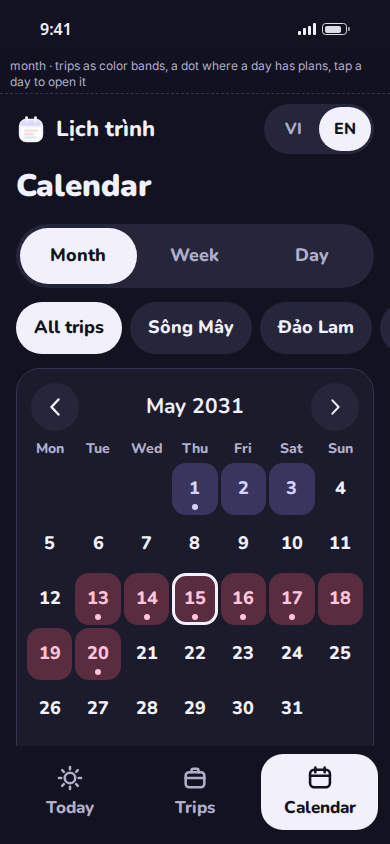 9:41
month · trips as color bands, a dot where a day has plans, tap a
day to open it
Lịch trình
VI EN
Calendar
Month Week Day
All trips Sông Mây Đảo Lam
May 2031
Mon Tue Wed Thu Fri Sat Sun
1 2 3 4
5 6 7 8 9 10 11
12 13 14 15 16 17 18
19 20 21 22 23 24 25
26 27 28 29 30 31
Today Trips Calendar